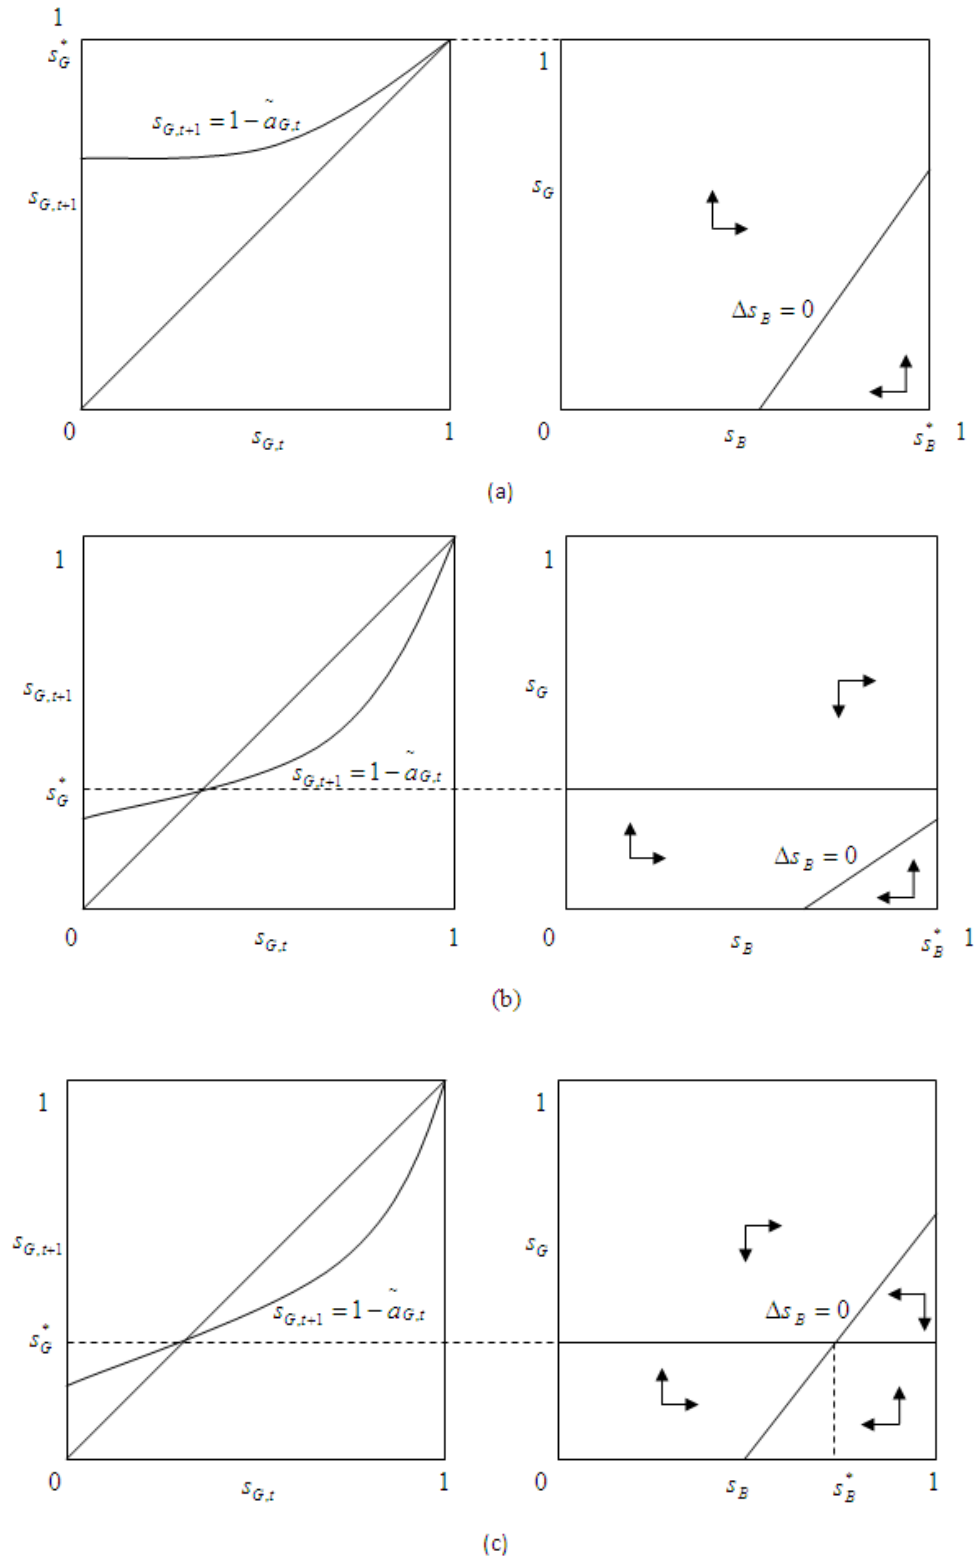 1
s*_G
s_{G,t+1} = 1 − ã_{G,t}
s_{G,t+1}
0
s_{G,t}
1
1
s_G
Δs_B = 0
0
s_B
s*_B
1
(a)
1
s_{G,t+1}
s_{G,t+1} = 1 − ã_{G,t}
s*_G
0
s_{G,t}
1
1
s_G
Δs_B = 0
0
s_B
s*_B
1
(b)
1
s_{G,t+1}
s_{G,t+1} = 1 − ã_{G,t}
s*_G
0
s_{G,t}
1
1
s_G
Δs_B = 0
0
s_B
s*_B
1
(c)